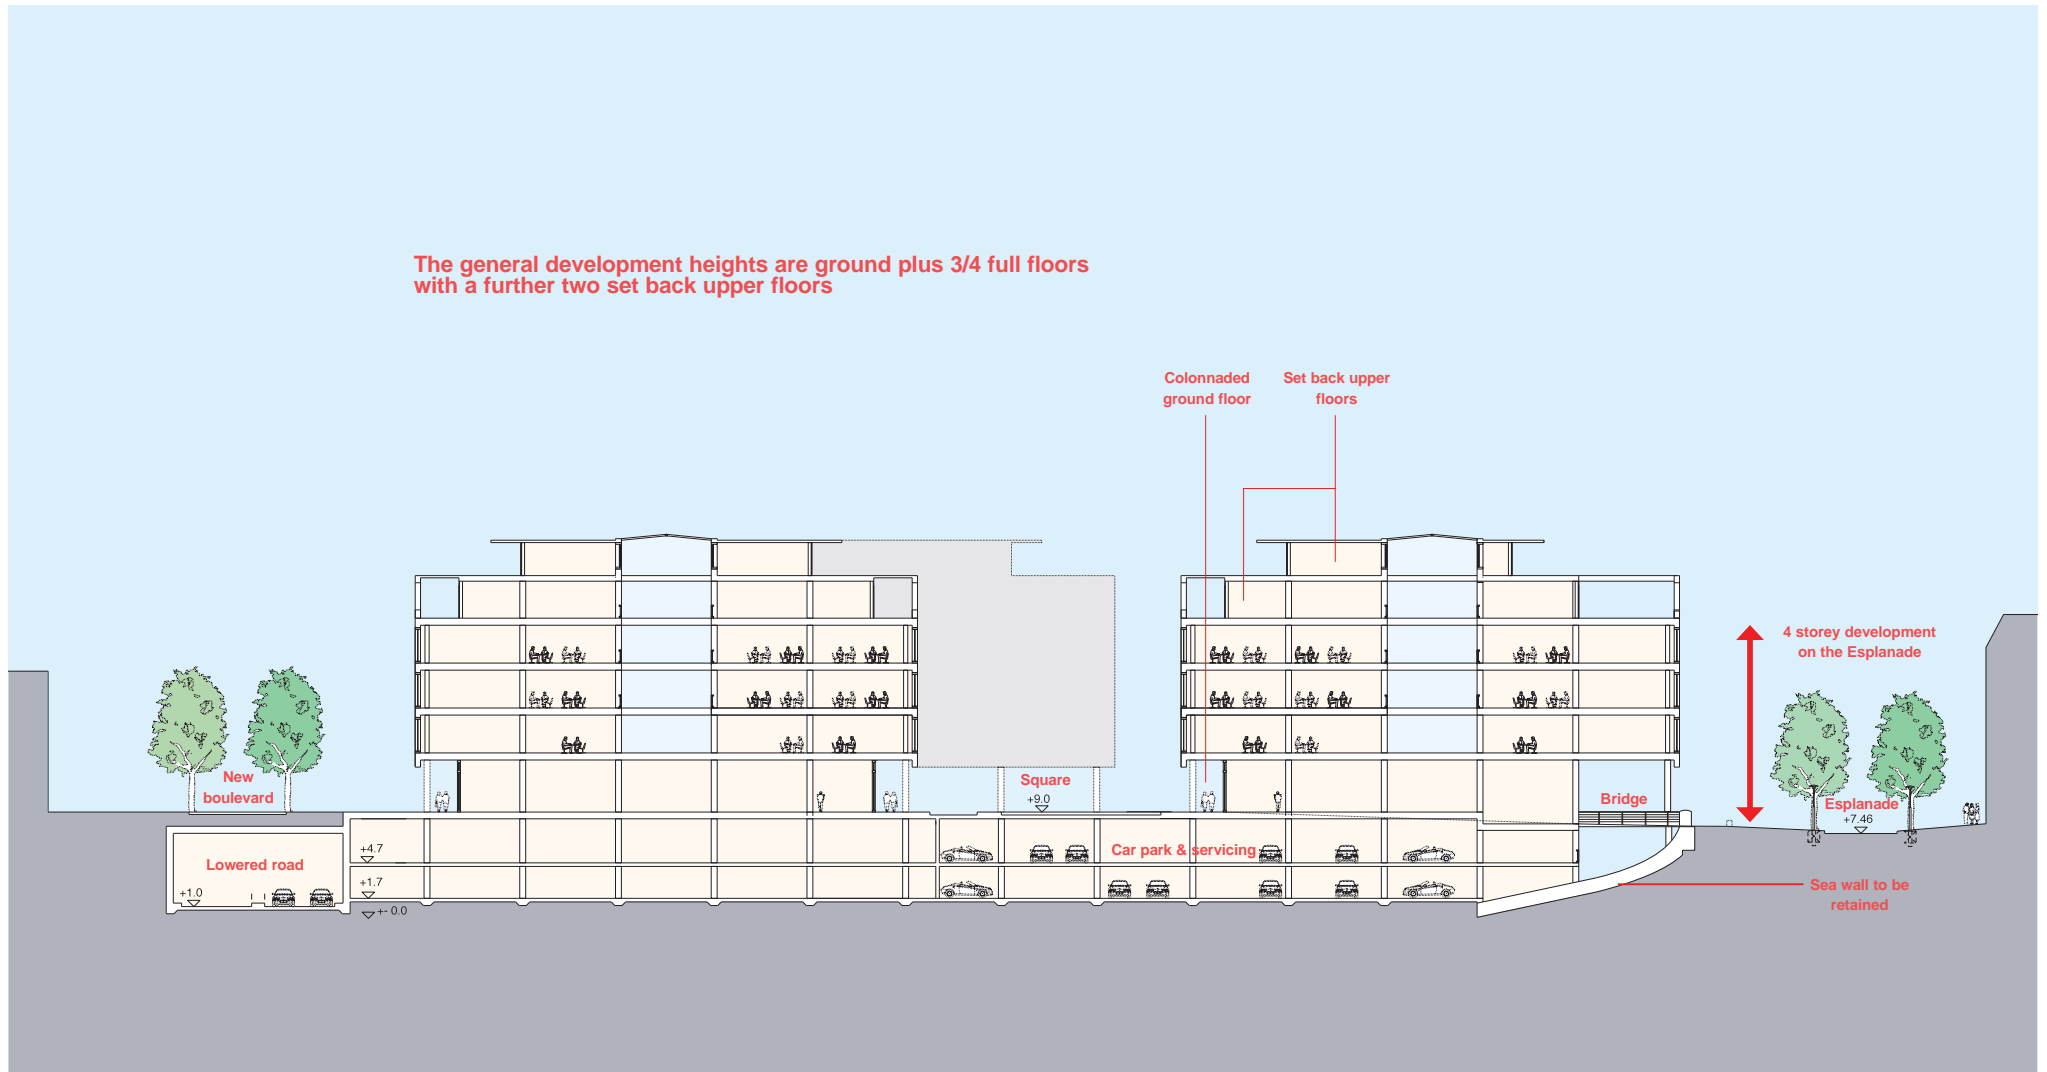 The general development heights are ground plus 3/4 full floors
with a further two set back upper floors
Colonnaded
ground floor
Set back upper
floors
4 storey development
on the Esplanade
New
boulevard
Square
+9.0
Bridge
Esplanade
+7.46
Lowered road
+1.0
+4.7
+1.7
+- 0.0
Car park & servicing
Sea wall to be
retained